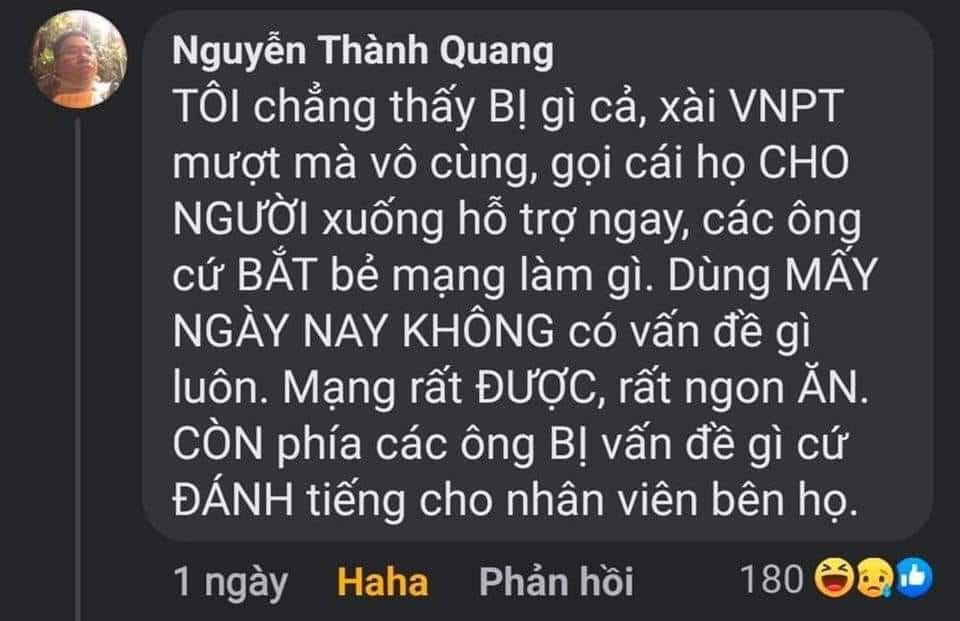 Nguyễn Thành Quang
TÔI chẳng thấy BỊ gì cả, xài VNPT
mượt mà vô cùng, gọi cái họ CHO
NGƯỜI xuống hỗ trợ ngay, các ông
cứ BẮT bẻ mạng làm gì. Dùng MẤY
NGÀY NAY KHÔNG có vấn đề gì
luôn. Mạng rất ĐƯỢC, rất ngon ĂN.
CÒN phía các ông BỊ vấn đề gì cứ
ĐÁNH tiếng cho nhân viên bên họ.
1 ngày Haha Phản hồi 180